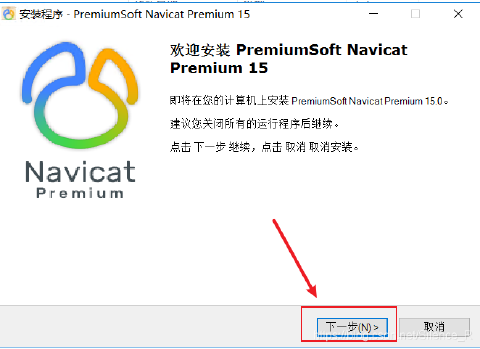 安装程序 - PremiumSoft Navicat Premium 15
欢迎安装 PremiumSoft Navicat
Premium 15
即将在您的计算机上安装 PremiumSoft Navicat Premium 15.0。
建议您关闭所有的运行程序后继续。
点击 下一步 继续，点击 取消 取消安装。
Navicat
Premium
下一步(N) >
取消